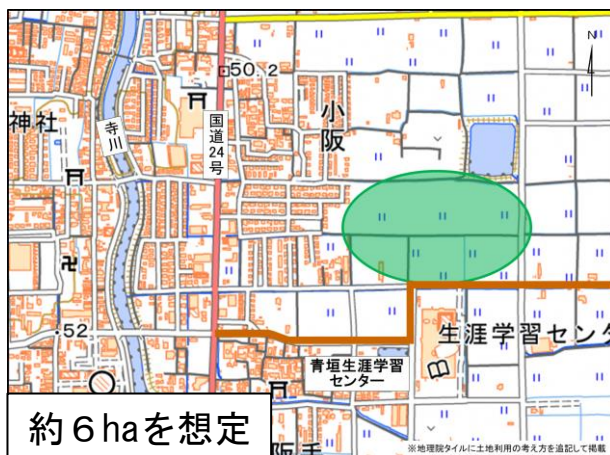 50.2
N
小阪
神社
寺川
国道24号
52
生涯学習センタ
青垣生涯学習
センター
阪手
約6haを想定
※地理院タイルに土地利用の考え方を追記して掲載